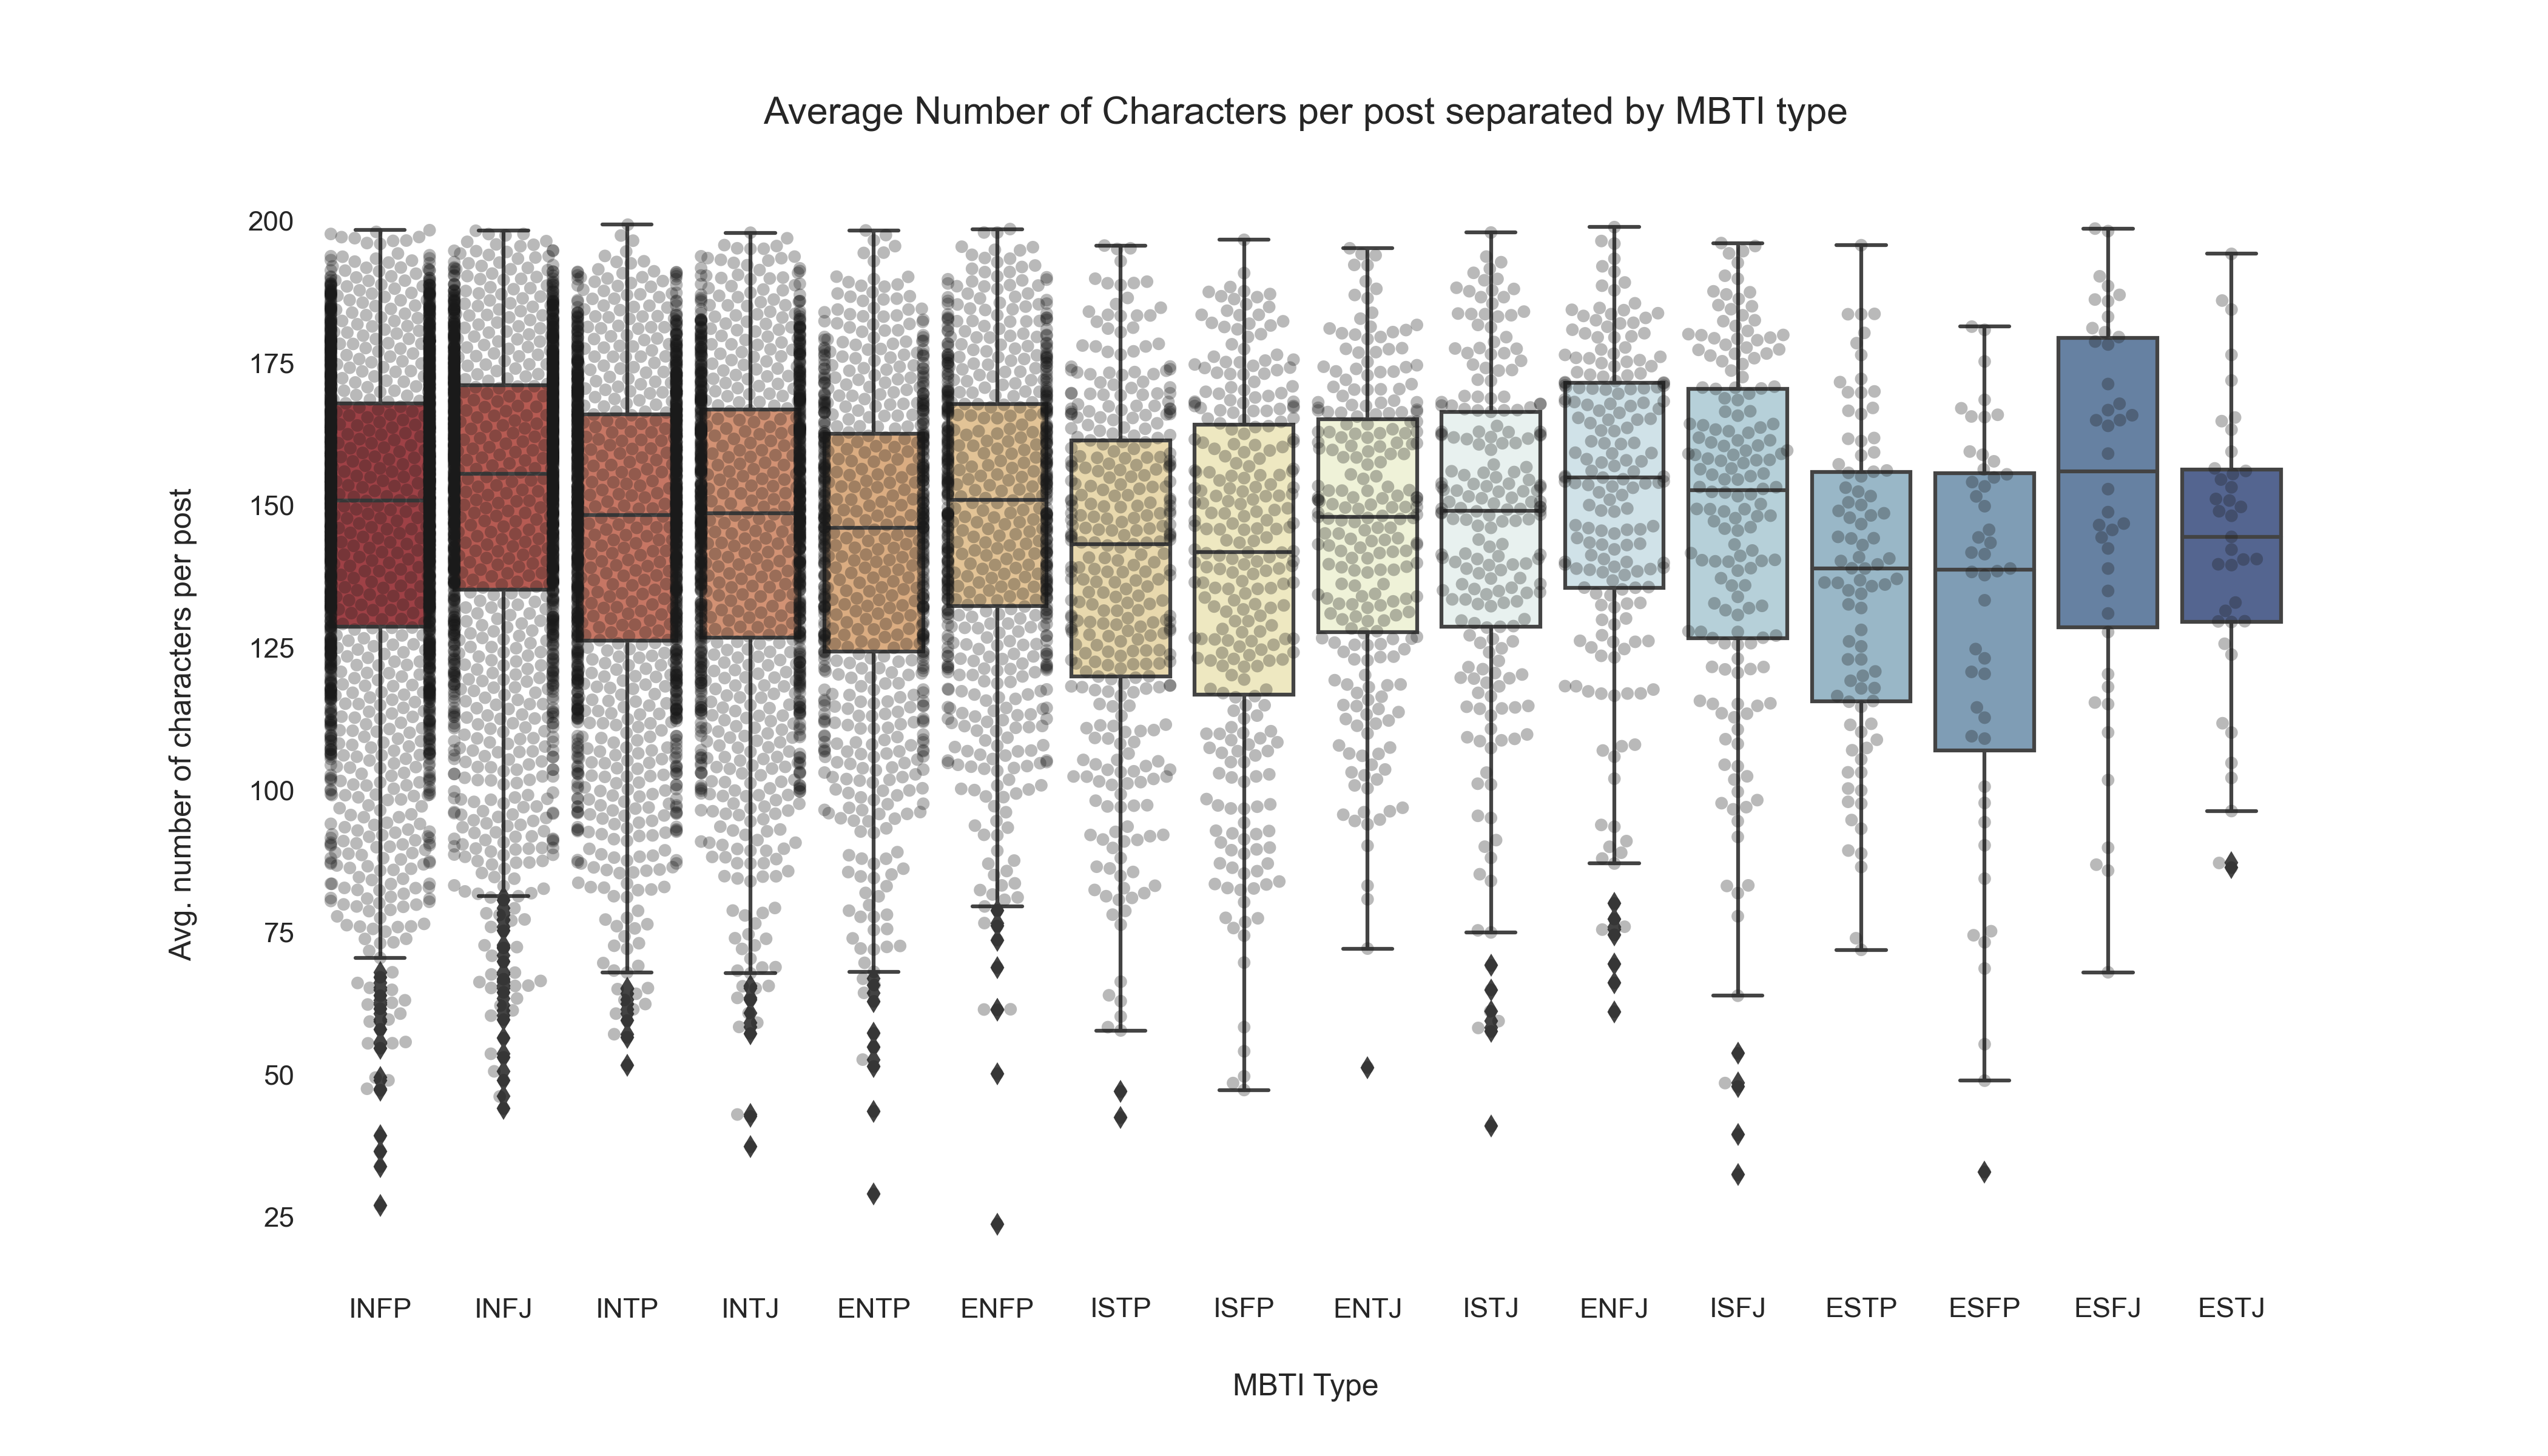 Average Number of Characters per post separated by MBTI type
Avg. number of characters per post
200
175
150
125
100
75
50
25
INFP INFJ INTP INTJ ENTP ENFP ISTP ISFP ENTJ ISTJ ENFJ ISFJ ESTP ESFP ESFJ ESTJ
MBTI Type